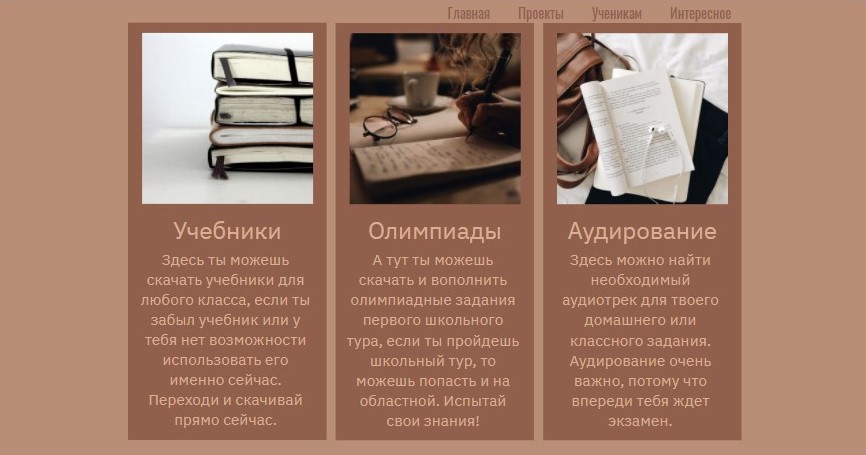 Главная Проекты Ученикам Интересное
Учебники
Здесь ты можешь
скачать учебники для
любого класса, если ты
забыл учебник или у
тебя нет возможности
использовать его
именно сейчас.
Переходи и скачивай
прямо сейчас.
Олимпиады
А тут ты можешь
скачать и вополнить
олимпиадные задания
первого школьного
тура, если ты пройдешь
школьный тур, то
можешь попасть и на
областной. Испытай
свои знания!
Аудирование
Здесь можно найти
необходимый
аудиотрек для твоего
домашнего или
классного задания.
Аудирование очень
важно, потому что
впереди тебя ждет
экзамен.